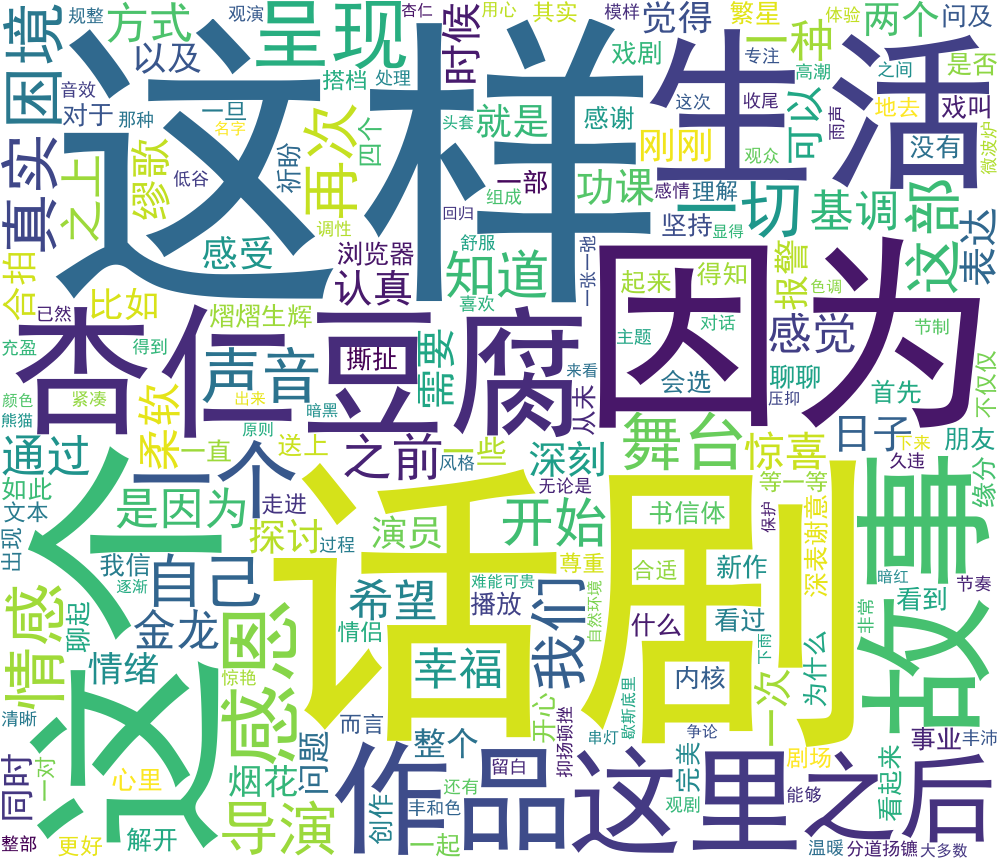 这样
生活
因为
话剧
杏仁豆腐
这个
故事
作品
这里
之后
呈现
困境
方式
以及
时候
觉得
一种
两个
问及
是否
戏叫
没有
可以
一切
基调
这部
表达
真实
之上
缪歌
再次
就是
感谢
刚刚
功课
坚持
理解
一部
知道
认真
浏览器
感受
比如
合拍
熠熠生辉
声音
撕扯
需要
之前
一些
深刻
舞台
惊喜
感觉
报警
聊聊
首先
日子
朋友
缘分
不仅仅
柔软
一直
一个
通过
如此
文本
是因为
送上
走进
探讨
演员
开始
书信体
新作
等一等
深表谢意
看到
节奏
情感
聊起
我信
自己
金龙
情绪
感恩
希望
播放
我们
什么
看过
内核
一次
为什么
幸福
情侣
而言
问题
烟花
导演
整个
创作
丰和色
留白
抑扬顿挫
完美
剧场
看起来
事业
丰沛
同时
心里
解开
一对
清晰
整部
更好
一起
还有
观剧
能够
温暖
分道扬镳
大多数
开心
串灯
歇斯底里
争论
下雨
自然环境
难能可贵
合适
尊重
保护
无论是
风格
过程
原则
暗黑
出来
惊艳
逐渐
出现
紧凑
熊猫
颜色
充盈
得到
已然
祈盼
低谷
调性
回归
组成
四个
头套
搭档
处理
一旦
那种
对于
音效
名字
规整
观演
杏仁
用心
其实
模样
戏剧
繁星
体验
专注
高潮
之间
这次
收尾
地去
雨声
观众
微波炉
感情
显得
舒服
喜欢
一张一弛
起来
得知
色调
主题
对话
节制
会选
来看
从未
压抑
久违
下来
暗红
非常